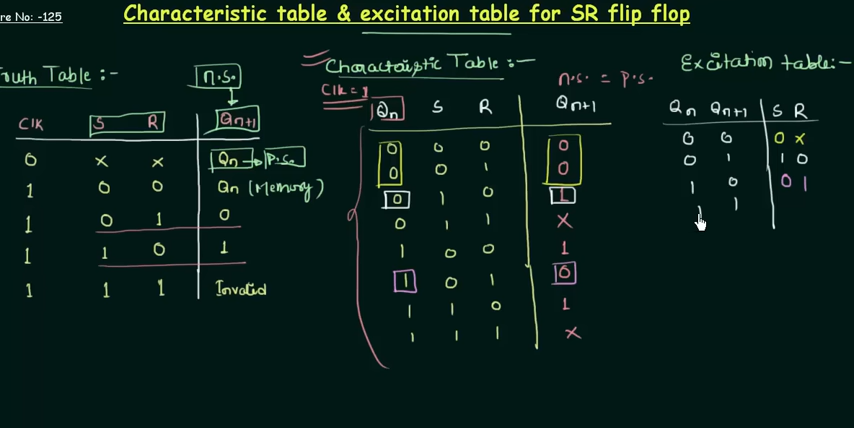 re No: -125
Characteristic table & excitation table for SR flip flop
outh Table :-
n.s.
Clk S R Qn+1
0 x x Qn → p.s.
1 0 0 Qn (Memory)
1 0 1 0
1 1 0 1
1 1 1 Invalid
Charactoristic Table :-
Clk = 1
n.s. = p.s.
Qn S R Qn+1
0 0 0 0
0 0 1 0
0 1 0 1
0 1 1 x
1 0 0 1
1 0 1 0
1 1 0 1
1 1 1 x
Excitation table:-
Qn Qn+1 S R
0 0 0 x
0 1 1 0
1 0 0 1
1 1